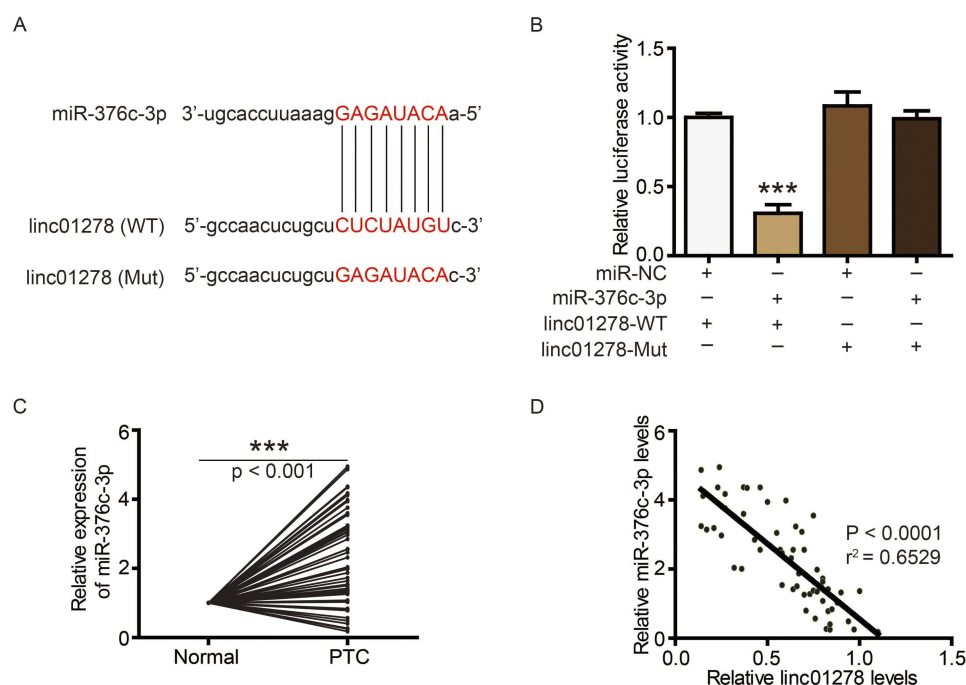 A
miR-376c-3p 3’-ugcaccuuaaagGAGAUACAa-5’
linc01278 (WT) 5’-gccaacucugcuCUCUAUGUc-3’
linc01278 (Mut) 5’-gccaacucugcuGAGAUACAc-3’
B
Relative luciferase activity
1.5
1.0
0.5
0.0
***
miR-NC + – + –
miR-376c-3p – + – +
linc01278-WT + + – –
linc01278-Mut – – + +
C
Relative expression
of miR-376c-3p
6
4
2
0
***
p < 0.001
Normal PTC
D
Relative miR-376c-3p levels
6
4
2
0
P < 0.0001
r² = 0.6529
0.0 0.5 1.0 1.5
Relative linc01278 levels